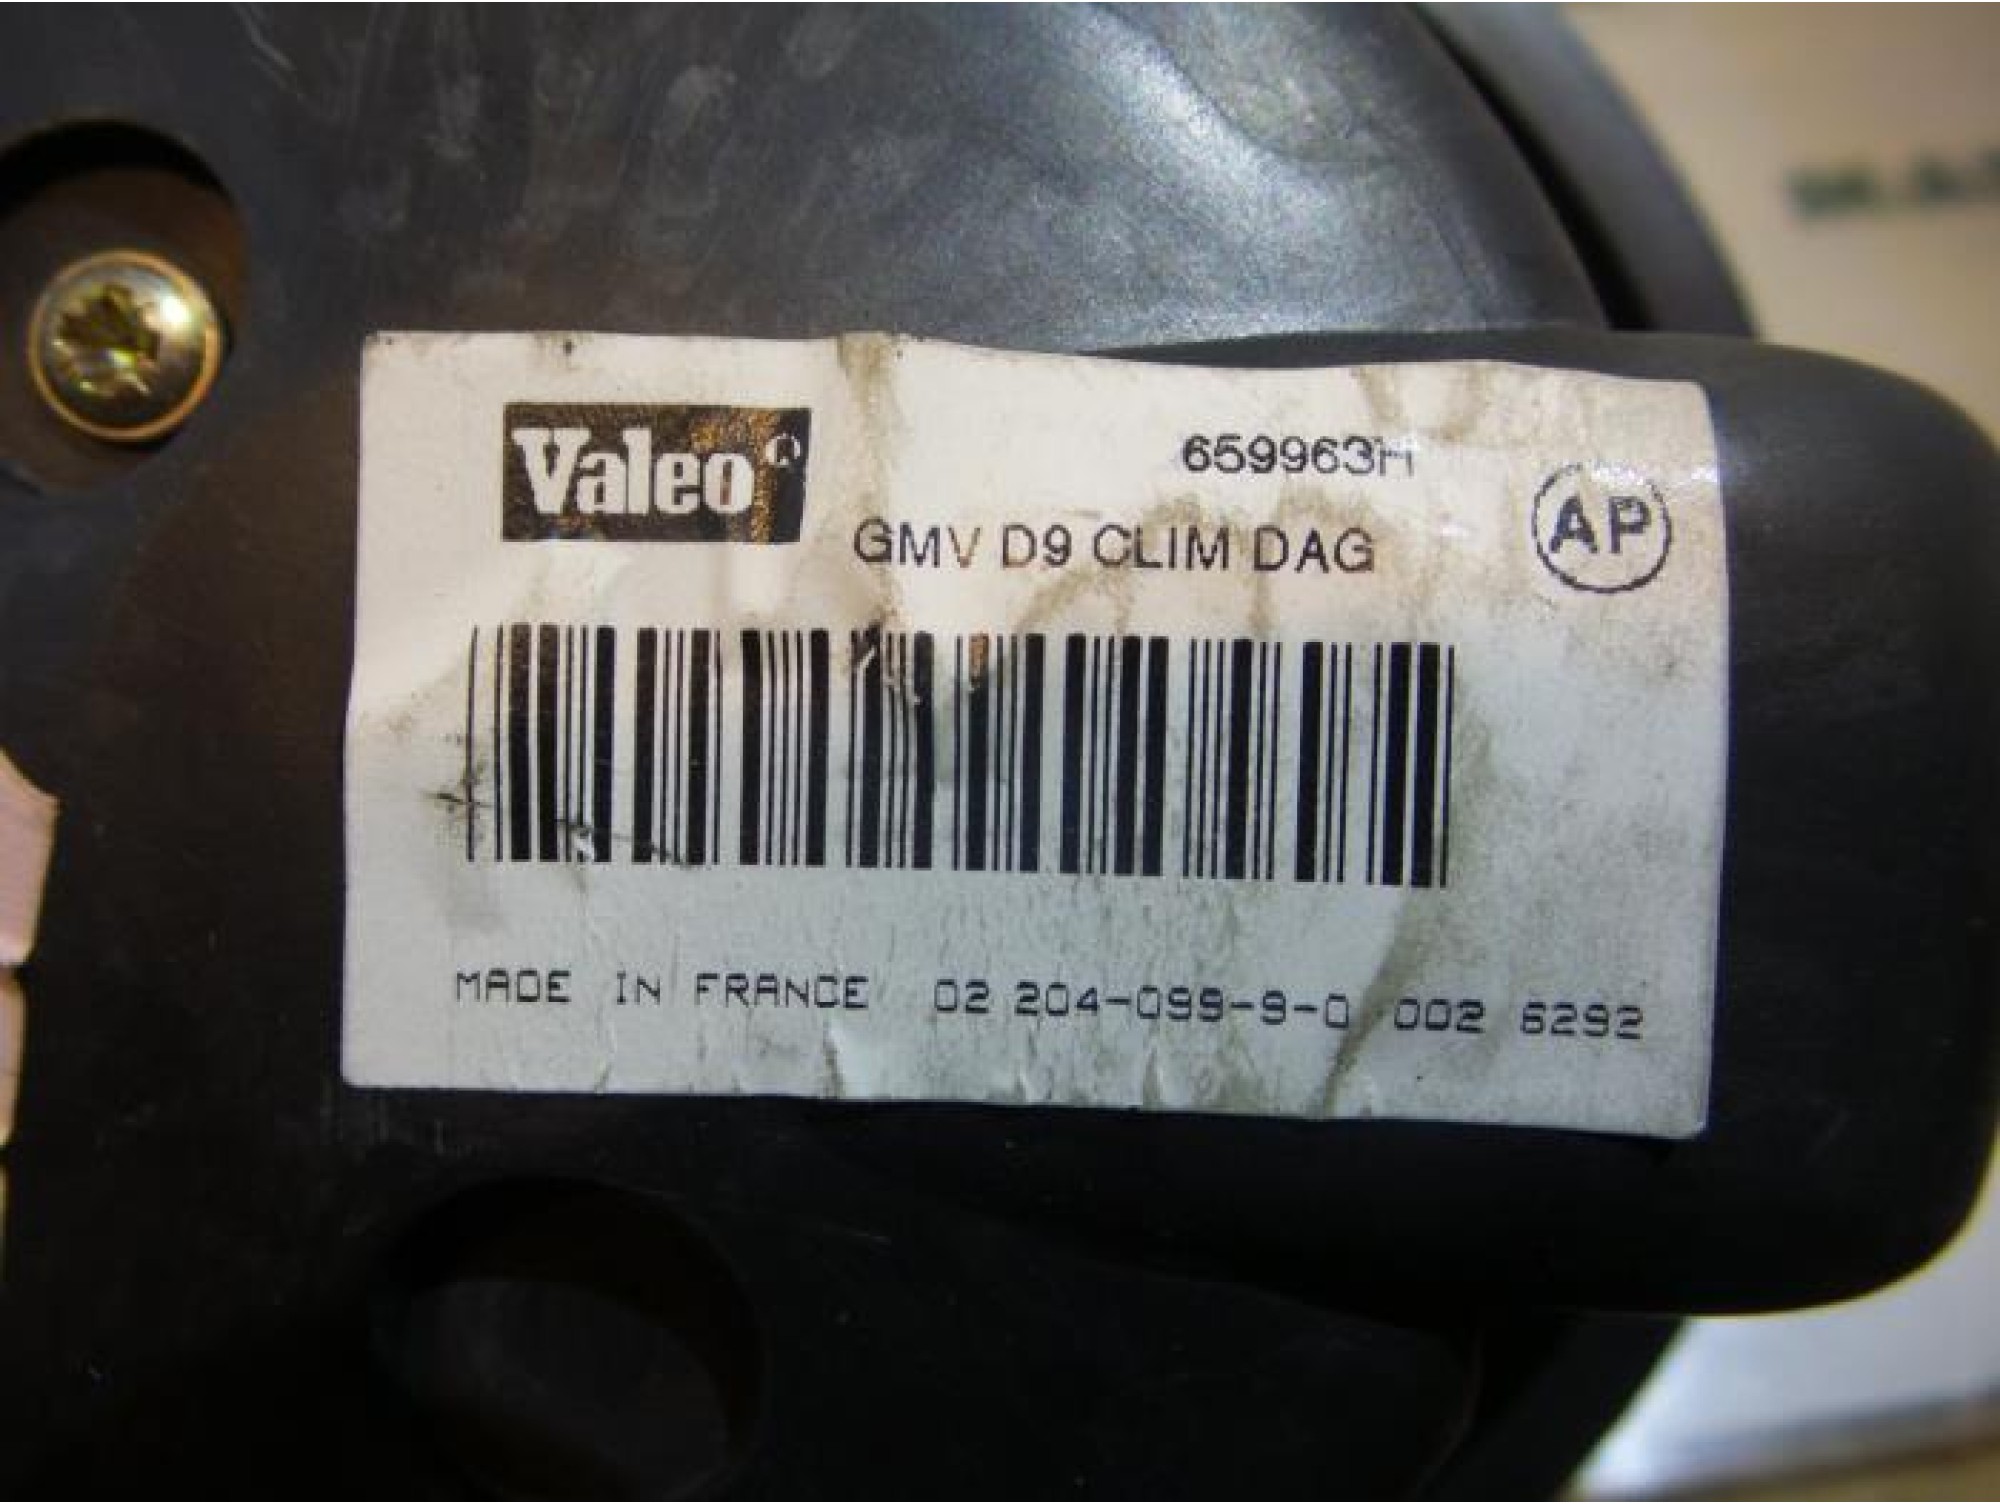 Valeo®
659963H
GMV D9 CLIM DAG
AP
MADE IN FRANCE 02 204-099-9-0 002 6292